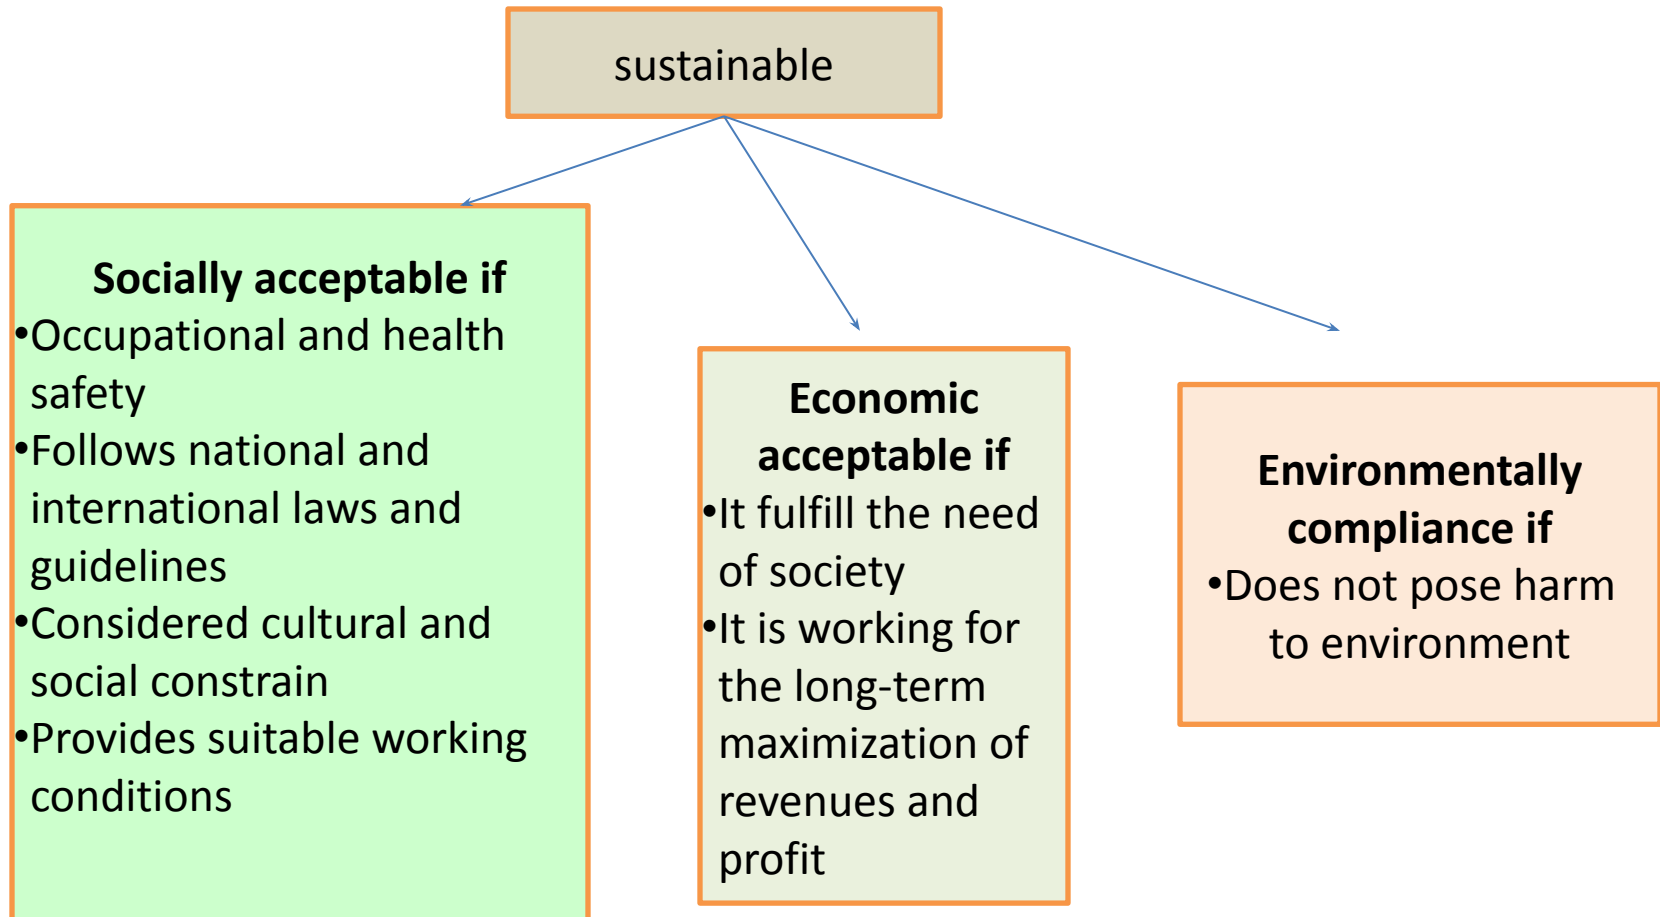 sustainable
Socially acceptable if
•Occupational and health
safety
•Follows national and
international laws and
guidelines
•Considered cultural and
social constrain
•Provides suitable working
conditions
Economic
acceptable if
•It fulfill the need
of society
•It is working for
the long-term
maximization of
revenues and
profit
Environmentally
compliance if
•Does not pose harm
to environment